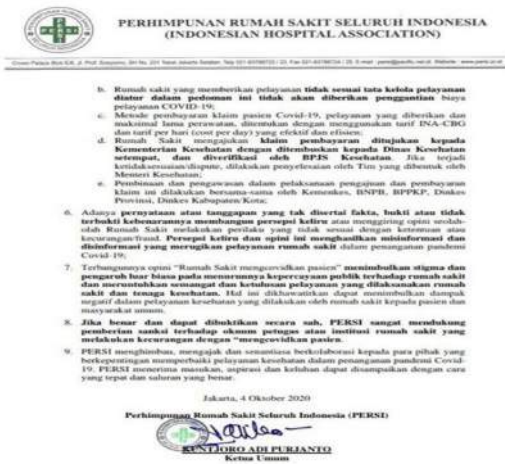 PERSI
PERHIMPUNAN RUMAH SAKIT SELURUH INDONESIA
(INDONESIAN HOSPITAL ASSOCIATION)
b. Rumah sakit yang memberikan pelayanan tidak sesuai tata kelola pelayanan
diatur dalam pedoman ini tidak akan diberikan penggantian biaya
pelayanan COVID-19;
c. Metode pembayaran klaim pasien Covid-19, pelayanan yang diberikan dan
maksimal lama perawatan, ditentukan dengan menggunakan tarif INA-CBG
dan tarif per hari (cost per day) yang efektif dan efisien;
d. Rumah Sakit mengajukan klaim pembayaran ditujukan kepada
Kementerian Kesehatan dengan ditembuskan kepada Dinas Kesehatan
setempat, dan diverifikasi oleh BPJS Kesehatan. Jika terjadi
ketidaksesuaian/dispute, dilakukan penyelesaian oleh Tim yang dibentuk oleh
Menteri Kesehatan;
e. Pembinaan dan pengawasan dalam pelaksanaan pengajuan dan pembayaran
klaim ini dilakukan bersama-sama oleh Kemenkes, BNPB, BPPKP, Dinkes
Provinsi, Dinkes Kabupaten/Kota;
6. Adanya pernyataan atau tanggapan yang tak disertai fakta, bukti atau tidak
terbukti kebenarannya membangun persepsi keliru atau menggiring opini seolah-
olah Rumah Sakit melakukan perilaku yang tidak sesuai dengan ketentuan atau
kecurangan/fraud. Persepsi keliru dan opini ini menghasilkan misinformasi dan
disinformasi yang merugikan pelayanan rumah sakit dalam penanganan pandemi
Covid-19;
7. Terbangunnya opini “Rumah Sakit mengcovidkan pasien” menimbulkan stigma dan
pengaruh luar biasa pada menurunnya kepercayaan publik terhadap rumah sakit
dan meruntuhkan semangat dan ketulusan pelayanan yang dilaksanakan rumah
sakit dan tenaga kesehatan. Hal ini dikhawatirkan dapat menimbulkan dampak
negatif dalam pelayanan kesehatan yang dilakukan oleh rumah sakit kepada pasien dan
masyarakat umum.
8. Jika benar dan dapat dibuktikan secara sah, PERSI sangat mendukung
pemberian sanksi terhadap oknum petugas atau institusi rumah sakit yang
melakukan kecurangan dengan “mengcovidkan pasien.
9. PERSI menghimbau, mengajak dan senantiasa berkolaborasi kepada para pihak yang
berkepentingan memperbaiki pelayanan kesehatan dalam penanganan pandemi Covid-
19. PERSI menerima masukan, aspirasi dan keluhan dapat disampaikan dengan cara
yang tepat dan saluran yang benar.
Jakarta, 4 Oktober 2020
Perhimpunan Rumah Sakit Seluruh Indonesia (PERSI)
KUNTJORO ADI PURJANTO
Ketua Umum